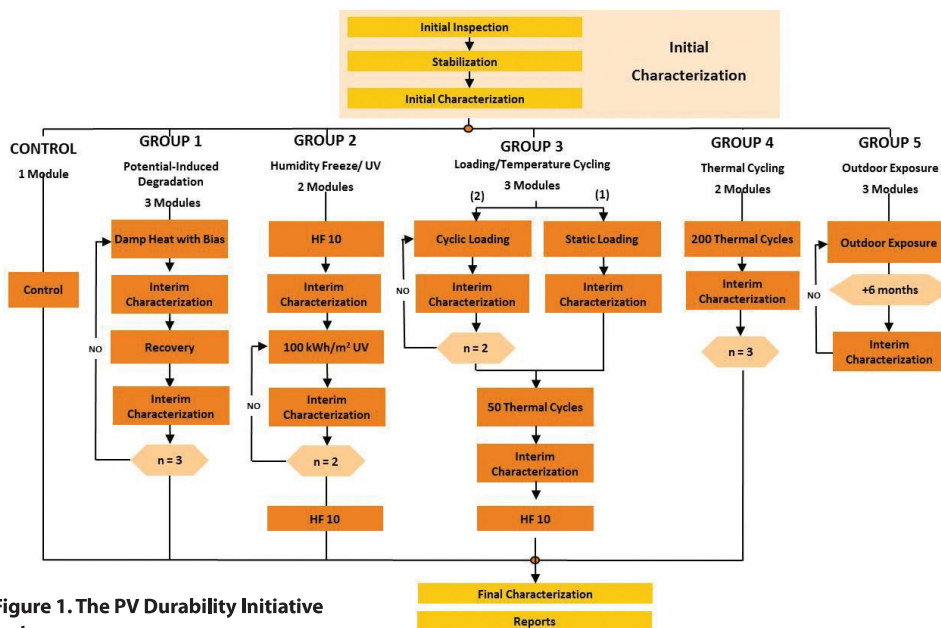 Initial Inspection
Stabilization
Initial Characterization
Initial
Characterization
CONTROL
1 Module
Control
GROUP 1
Potential-Induced
Degradation
3 Modules
Damp Heat with Bias
Interim
Characterization
Recovery
NO
Interim
Characterization
n = 3
GROUP 2
Humidity Freeze/ UV
2 Modules
HF 10
Interim
Characterization
100 kWh/m² UV
NO
Interim
Characterization
n = 2
HF 10
GROUP 3
Loading/Temperature Cycling
3 Modules
(2)
(1)
Cyclic Loading
Static Loading
NO
Interim
Characterization
Interim
Characterization
n = 2
50 Thermal Cycles
Interim
Characterization
HF 10
GROUP 4
Thermal Cycling
2 Modules
200 Thermal Cycles
Interim
Characterization
n = 3
GROUP 5
Outdoor Exposure
3 Modules
Outdoor Exposure
+6 months
NO
Interim
Characterization
Final Characterization
Reports
Figure 1. The PV Durability Initiative